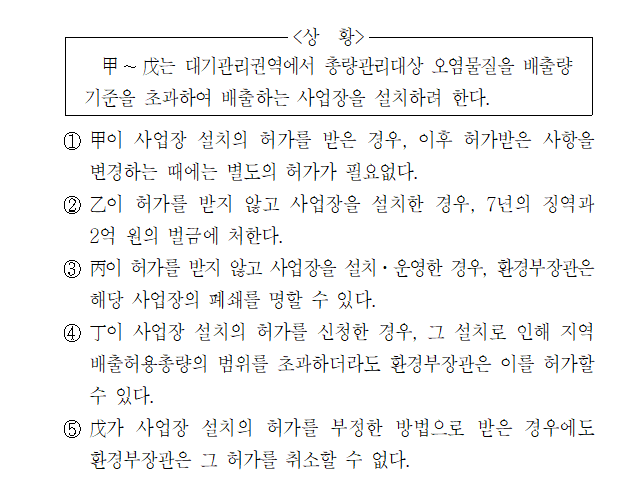 <상 황>
甲～戊는 대기관리권역에서 총량관리대상 오염물질을 배출량
기준을 초과하여 배출하는 사업장을 설치하려 한다.
① 甲이 사업장 설치의 허가를 받은 경우, 이후 허가받은 사항을
변경하는 때에는 별도의 허가가 필요없다.
② 乙이 허가를 받지 않고 사업장을 설치한 경우, 7년의 징역과
2억 원의 벌금에 처한다.
③ 丙이 허가를 받지 않고 사업장을 설치·운영한 경우, 환경부장관은
해당 사업장의 폐쇄를 명할 수 있다.
④ 丁이 사업장 설치의 허가를 신청한 경우, 그 설치로 인해 지역
배출허용총량의 범위를 초과하더라도 환경부장관은 이를 허가할
수 있다.
⑤ 戊가 사업장 설치의 허가를 부정한 방법으로 받은 경우에도
환경부장관은 그 허가를 취소할 수 없다.